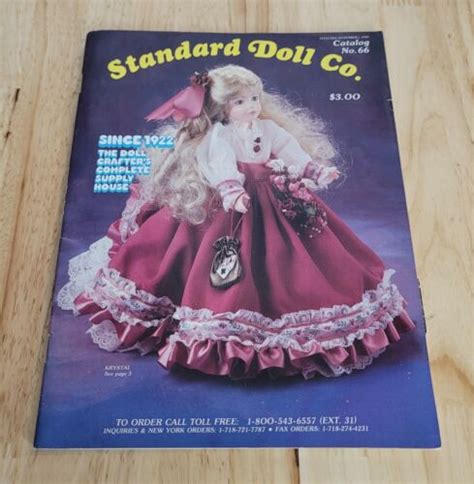 Standard Doll Co.
Catalog
No.66
$3.00
SINCE 1922
THE DOLL
CRAFTER'S
COMPLETE
SUPPLY
HOUSE
KRYSTAL
See page 3
TO ORDER CALL TOLL FREE: 1-800-543-6557 (EXT. 31)
INQUIRIES & NEW YORK ORDERS: 1-718-721-7787 • FAX ORDERS: 1-718-274-4231